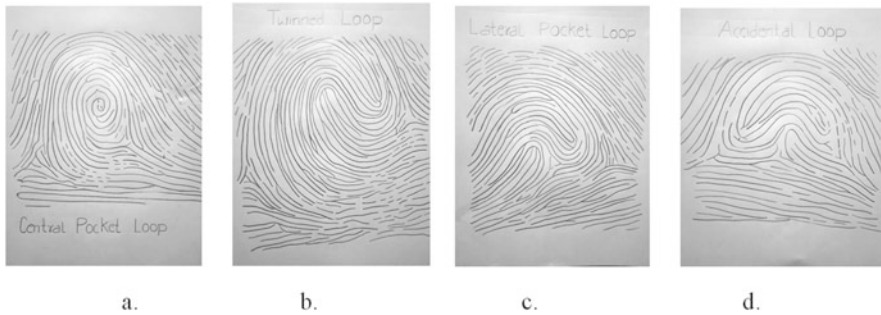 Twinned Loop
Lateral Pocket Loop
Accidental Loop
Central Pocket Loop
a.
b.
c.
d.